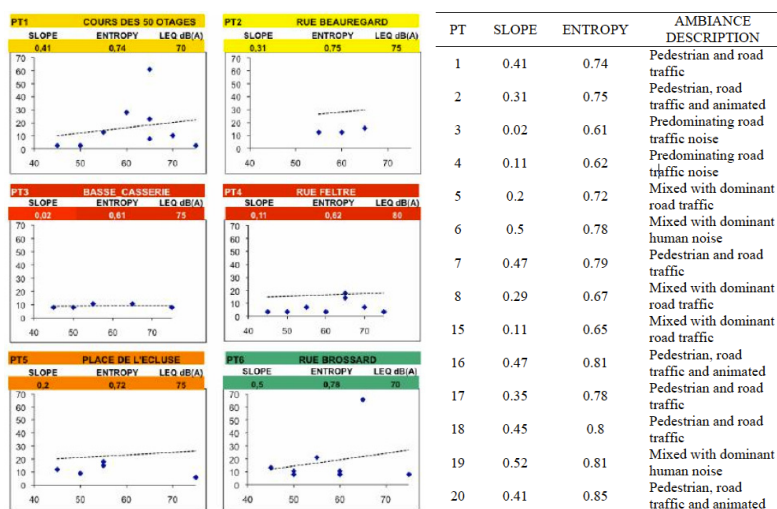 PT1 COURS DES 50 OTAGES
SLOPE ENTROPY LEQ dB(A)
0,41 0,74 70
70
60
50
40
30
20
10
0
40 50 60 70
PT2 RUE BEAUREGARD
SLOPE ENTROPY LEQ dB(A)
0,31 0,75 75
70
60
50
40
30
20
10
0
40 50 60 70
PT3 BASSE CASSERIE
SLOPE ENTROPY LEQ dB(A)
0,02 0,61 75
70
60
50
40
30
20
10
0
40 50 60 70
PT4 RUE FELTRE
SLOPE ENTROPY LEQ dB(A)
0,11 0,62 80
70
60
50
40
30
20
10
0
40 50 60 70
PT5 PLACE DE L'ECLUSE
SLOPE ENTROPY LEQ dB(A)
0,2 0,72 75
70
60
50
40
30
20
10
0
40 50 60 70
PT6 RUE BROSSARD
SLOPE ENTROPY LEQ dB(A)
0,5 0,78 70
70
60
50
40
30
20
10
0
40 50 60 70
PT SLOPE ENTROPY AMBIANCE
DESCRIPTION
1 0.41 0.74 Pedestrian and road
traffic
2 0.31 0.75 Pedestrian, road
traffic and animated
3 0.02 0.61 Predominating road
traffic noise
4 0.11 0.62 Predominating road
traffic noise
5 0.2 0.72 Mixed with dominant
road traffic
6 0.5 0.78 Mixed with dominant
human noise
7 0.47 0.79 Pedestrian and road
traffic
8 0.29 0.67 Mixed with dominant
road traffic
15 0.11 0.65 Mixed with dominant
road traffic
16 0.47 0.81 Pedestrian, road
traffic and animated
17 0.35 0.78 Pedestrian and road
traffic
18 0.45 0.8 Pedestrian and road
traffic
19 0.52 0.81 Mixed with dominant
human noise
20 0.41 0.85 Pedestrian, road
traffic and animated